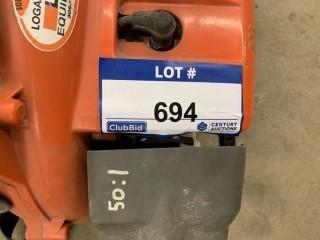 LOGA
EQUI
LOT #
694
ClubBid
CENTURY
AUCTIONS
50:1